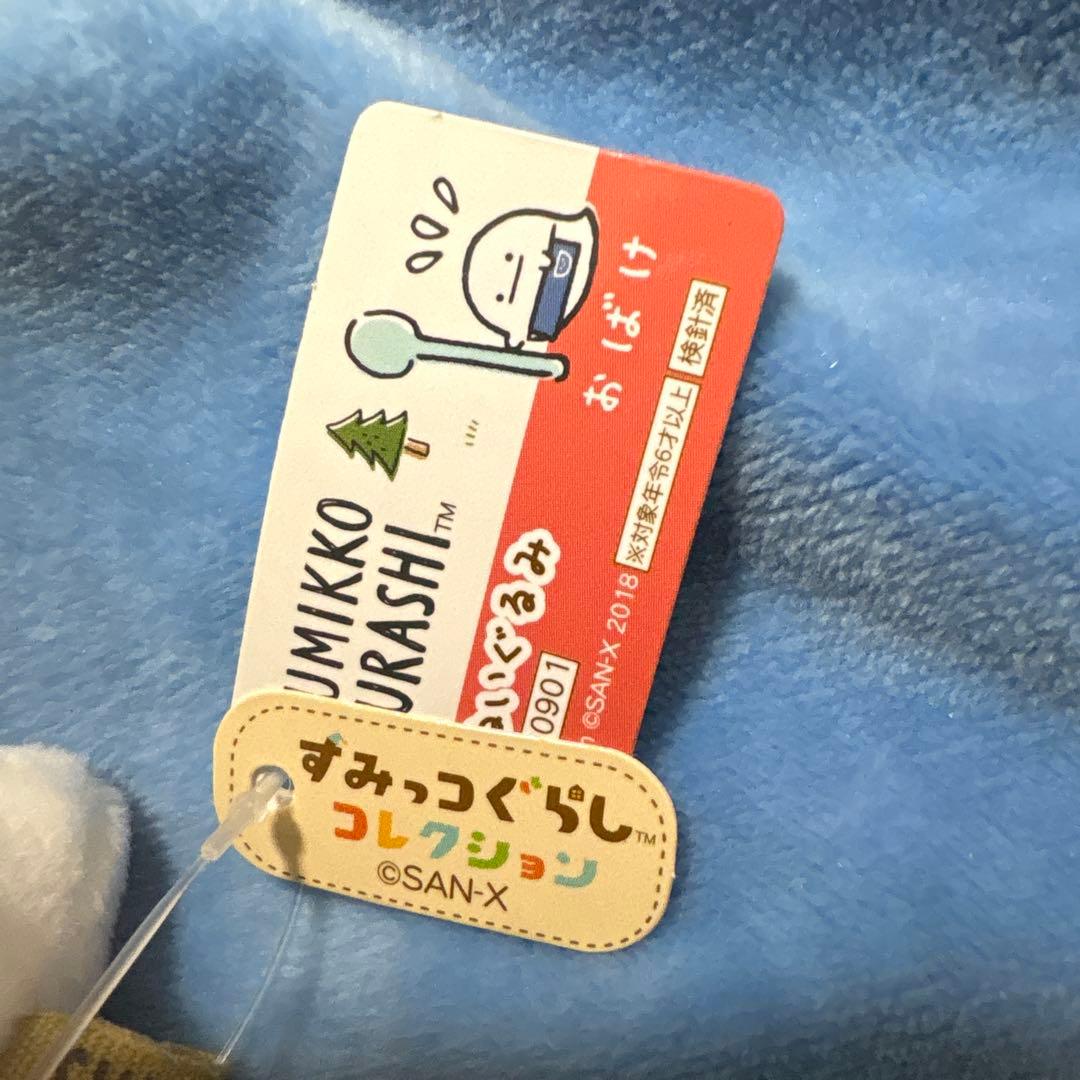 UMIKKO
URASHI™
ぬいぐるみ
0901
おばけ
※対象年令6才以上
検針済
©SAN-X 2018
すみっコぐらし™
コレクション
©SAN-X